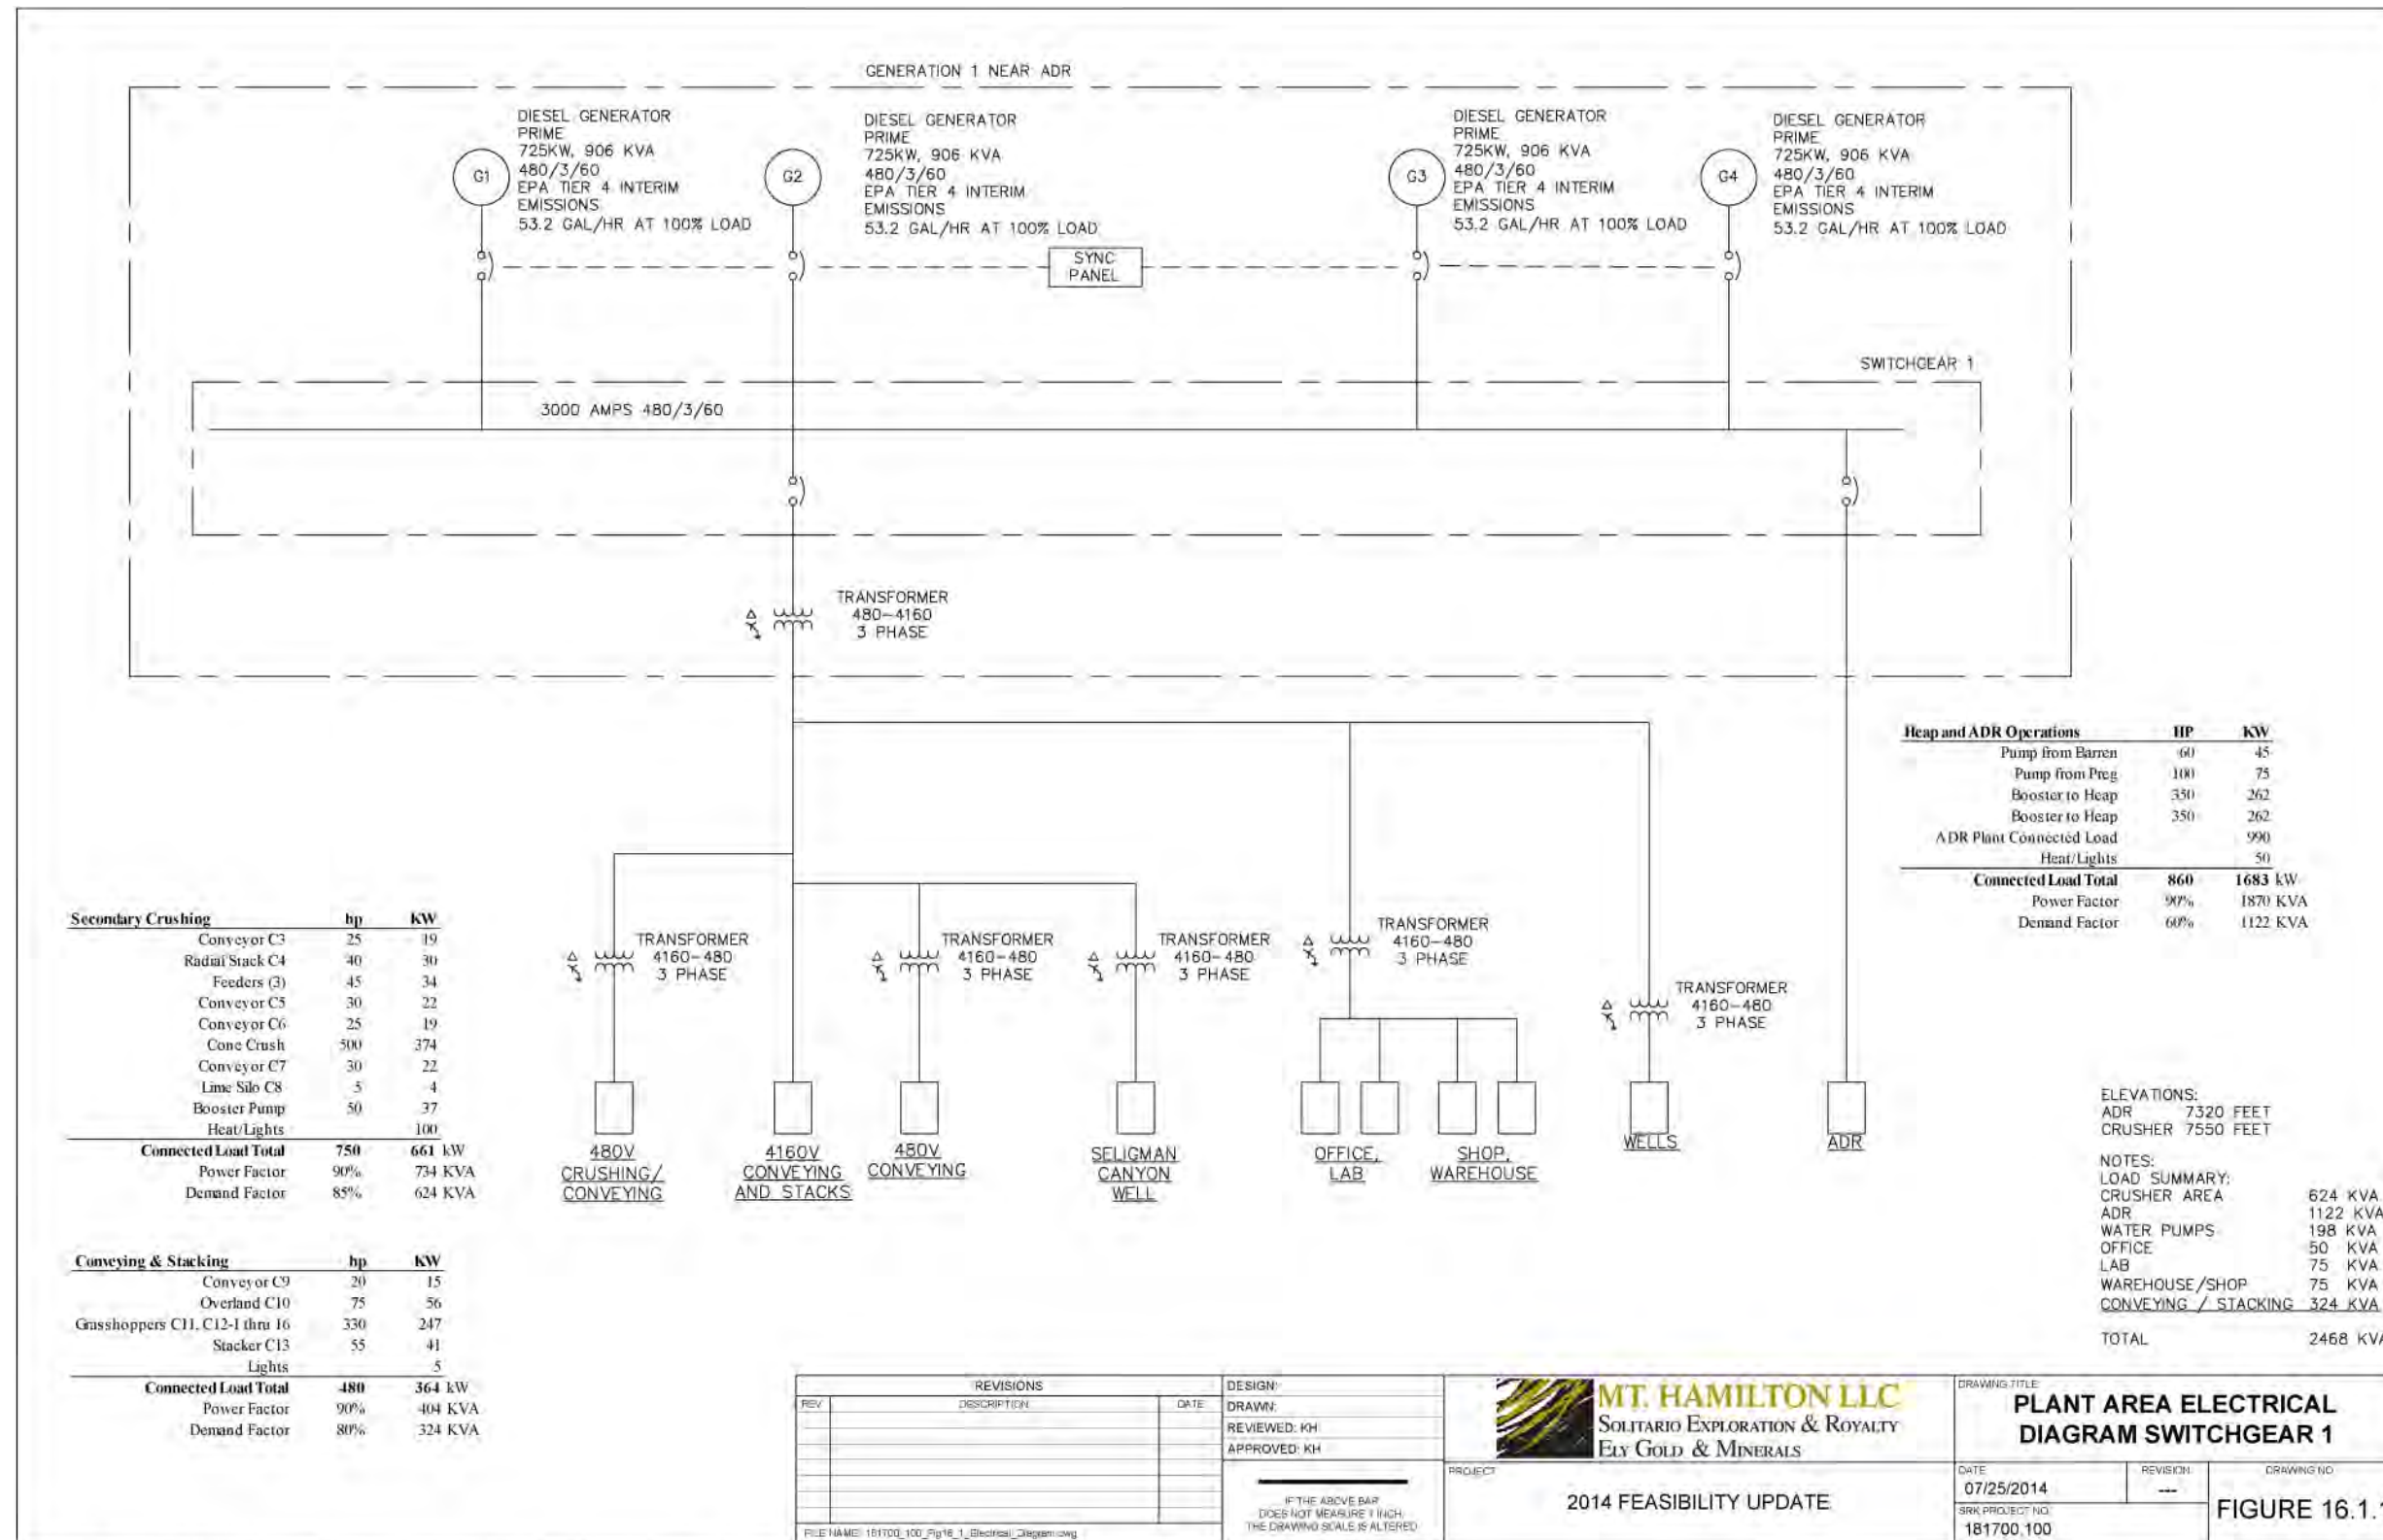 GENERATION 1 NEAR ADR
DIESEL GENERATOR
PRIME
725KW, 906 KVA
480/3/60
EPA TIER 4 INTERIM
EMISSIONS
53.2 GAL/HR AT 100% LOAD
G1
DIESEL GENERATOR
PRIME
725KW, 906 KVA
480/3/60
EPA TIER 4 INTERIM
EMISSIONS
53.2 GAL/HR AT 100% LOAD
G2
DIESEL GENERATOR
PRIME
725KW, 906 KVA
480/3/60
EPA TIER 4 INTERIM
EMISSIONS
53.2 GAL/HR AT 100% LOAD
G3
DIESEL GENERATOR
PRIME
725KW, 906 KVA
480/3/60
EPA TIER 4 INTERIM
EMISSIONS
53.2 GAL/HR AT 100% LOAD
G4
SYNC
PANEL
SWITCHGEAR 1
3000 AMPS 480/3/60
TRANSFORMER
480-4160
3 PHASE
Heap and ADR Operations HP KW
Pump from Barren 60 45
Pump from Preg 100 75
Booster to Heap 350 262
Booster to Heap 350 262
ADR Plant Connected Load 990
Heat/Lights 50
Connected Load Total 860 1683 kW
Power Factor 90% 1870 KVA
Demand Factor 60% 1122 KVA
Secondary Crushing hp KW
Conveyor C3 25 19
Radial Stack C4 40 30
Feeders (3) 45 34
Conveyor C5 30 22
Conveyor C6 25 19
Cone Crush 500 374
Conveyor C7 30 22
Lime Silo C8 5 4
Booster Pump 50 37
Heat/Lights 100
Connected Load Total 750 661 kW
Power Factor 90% 734 KVA
Demand Factor 85% 624 KVA
TRANSFORMER
4160-480
3 PHASE
TRANSFORMER
4160-480
3 PHASE
TRANSFORMER
4160-480
3 PHASE
TRANSFORMER
4160-480
3 PHASE
TRANSFORMER
4160-480
3 PHASE
480V
CRUSHING/
CONVEYING
4160V
CONVEYING
AND STACKS
480V
CONVEYING
SELIGMAN
CANYON
WELL
OFFICE,
LAB
SHOP,
WAREHOUSE
WELLS
ADR
ELEVATIONS:
ADR 7320 FEET
CRUSHER 7550 FEET
NOTES:
LOAD SUMMARY:
CRUSHER AREA 624 KVA
ADR 1122 KVA
WATER PUMPS 198 KVA
OFFICE 50 KVA
LAB 75 KVA
WAREHOUSE/SHOP 75 KVA
CONVEYING / STACKING 324 KVA
TOTAL 2468 KVA
Conveying & Stacking hp KW
Conveyor C9 20 15
Overland C10 75 56
Grasshoppers C11, C12-1 thru 16 330 247
Stacker C13 55 41
Lights 5
Connected Load Total 480 364 kW
Power Factor 90% 404 KVA
Demand Factor 80% 324 KVA
REVISIONS
REV DESCRIPTION DATE
FILE NAME: 181700_100_Fig16_1_Electrical_Diagram.dwg
DESIGN:
DRAWN:
REVIEWED: KH
APPROVED: KH
IF THE ABOVE BAR
DOES NOT MEASURE 1 INCH,
THE DRAWING SCALE IS ALTERED
MT. HAMILTON LLC
SOLITARIO EXPLORATION & ROYALTY
ELY GOLD & MINERALS
PROJECT
2014 FEASIBILITY UPDATE
DRAWING TITLE:
PLANT AREA ELECTRICAL
DIAGRAM SWITCHGEAR 1
DATE
07/25/2014
REVISION
---
DRAWING NO
FIGURE 16.1.1
SRK PROJECT NO.
181700.100